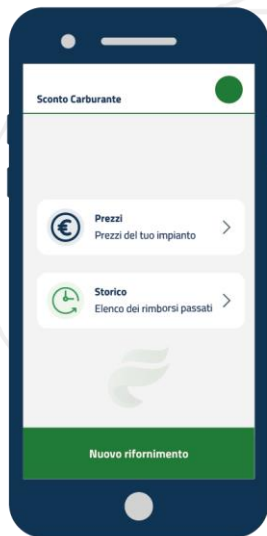 Sconto Carburante
Prezzi
Prezzi del tuo impianto
Storico
Elenco dei rimborsi passati
Nuovo rifornimento